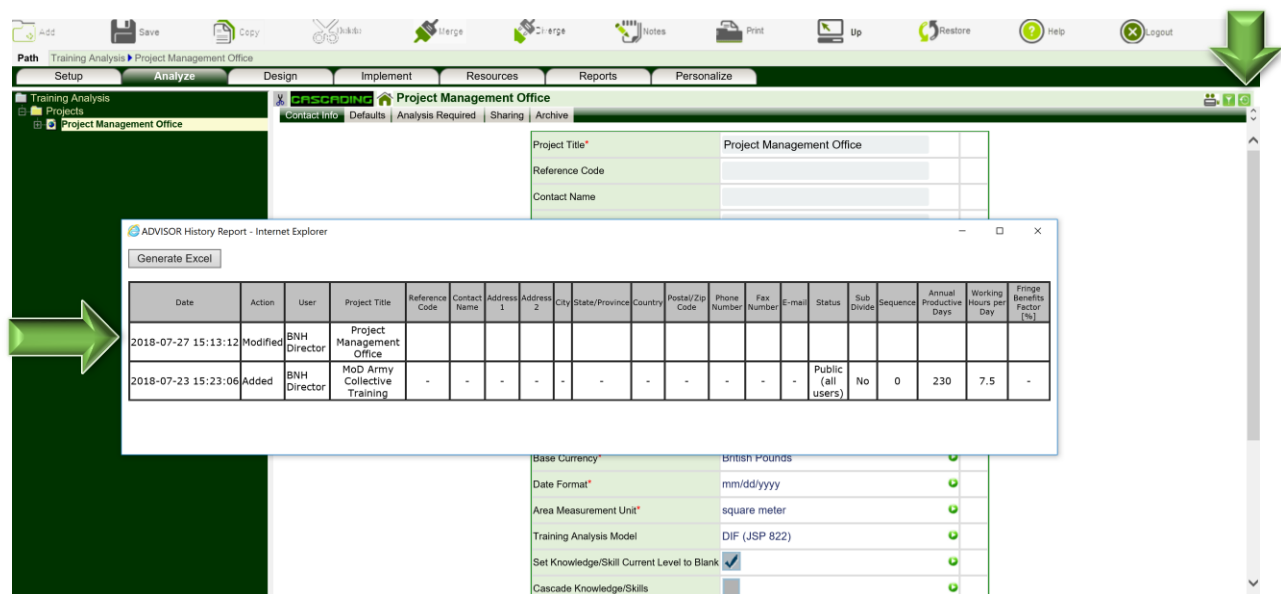 Add Save Copy Delete Merge Diverge Notes Print Up Restore Help Logout
Path Training Analysis Project Management Office
Setup Analyze Design Implement Resources Reports Personalize
Training Analysis
Projects
Project Management Office
CASCADING Project Management Office
Contact Info Defaults Analysis Required Sharing Archive
Project Title* Project Management Office
Reference Code
Contact Name
ADVISOR History Report - Internet Explorer
Generate Excel
Date Action User Project Title Reference Code Contact Name Address 1 Address 2 City State/Province Country Postal/Zip Code Phone Number Fax Number E-mail Status Sub Divide Sequence Annual Productive Days Working Hours per Day Fringe Benefits Factor [%]
2018-07-27 15:13:12 Modified BNH Director Project Management Office
2018-07-23 15:23:06 Added BNH Director MoD Army Collective Training - - - - - - - - - - - Public (all users) No 0 230 7.5 -
Base Currency* British Pounds
Date Format* mm/dd/yyyy
Area Measurement Unit* square meter
Training Analysis Model DIF (JSP 822)
Set Knowledge/Skill Current Level to Blank
Cascade Knowledge/Skills